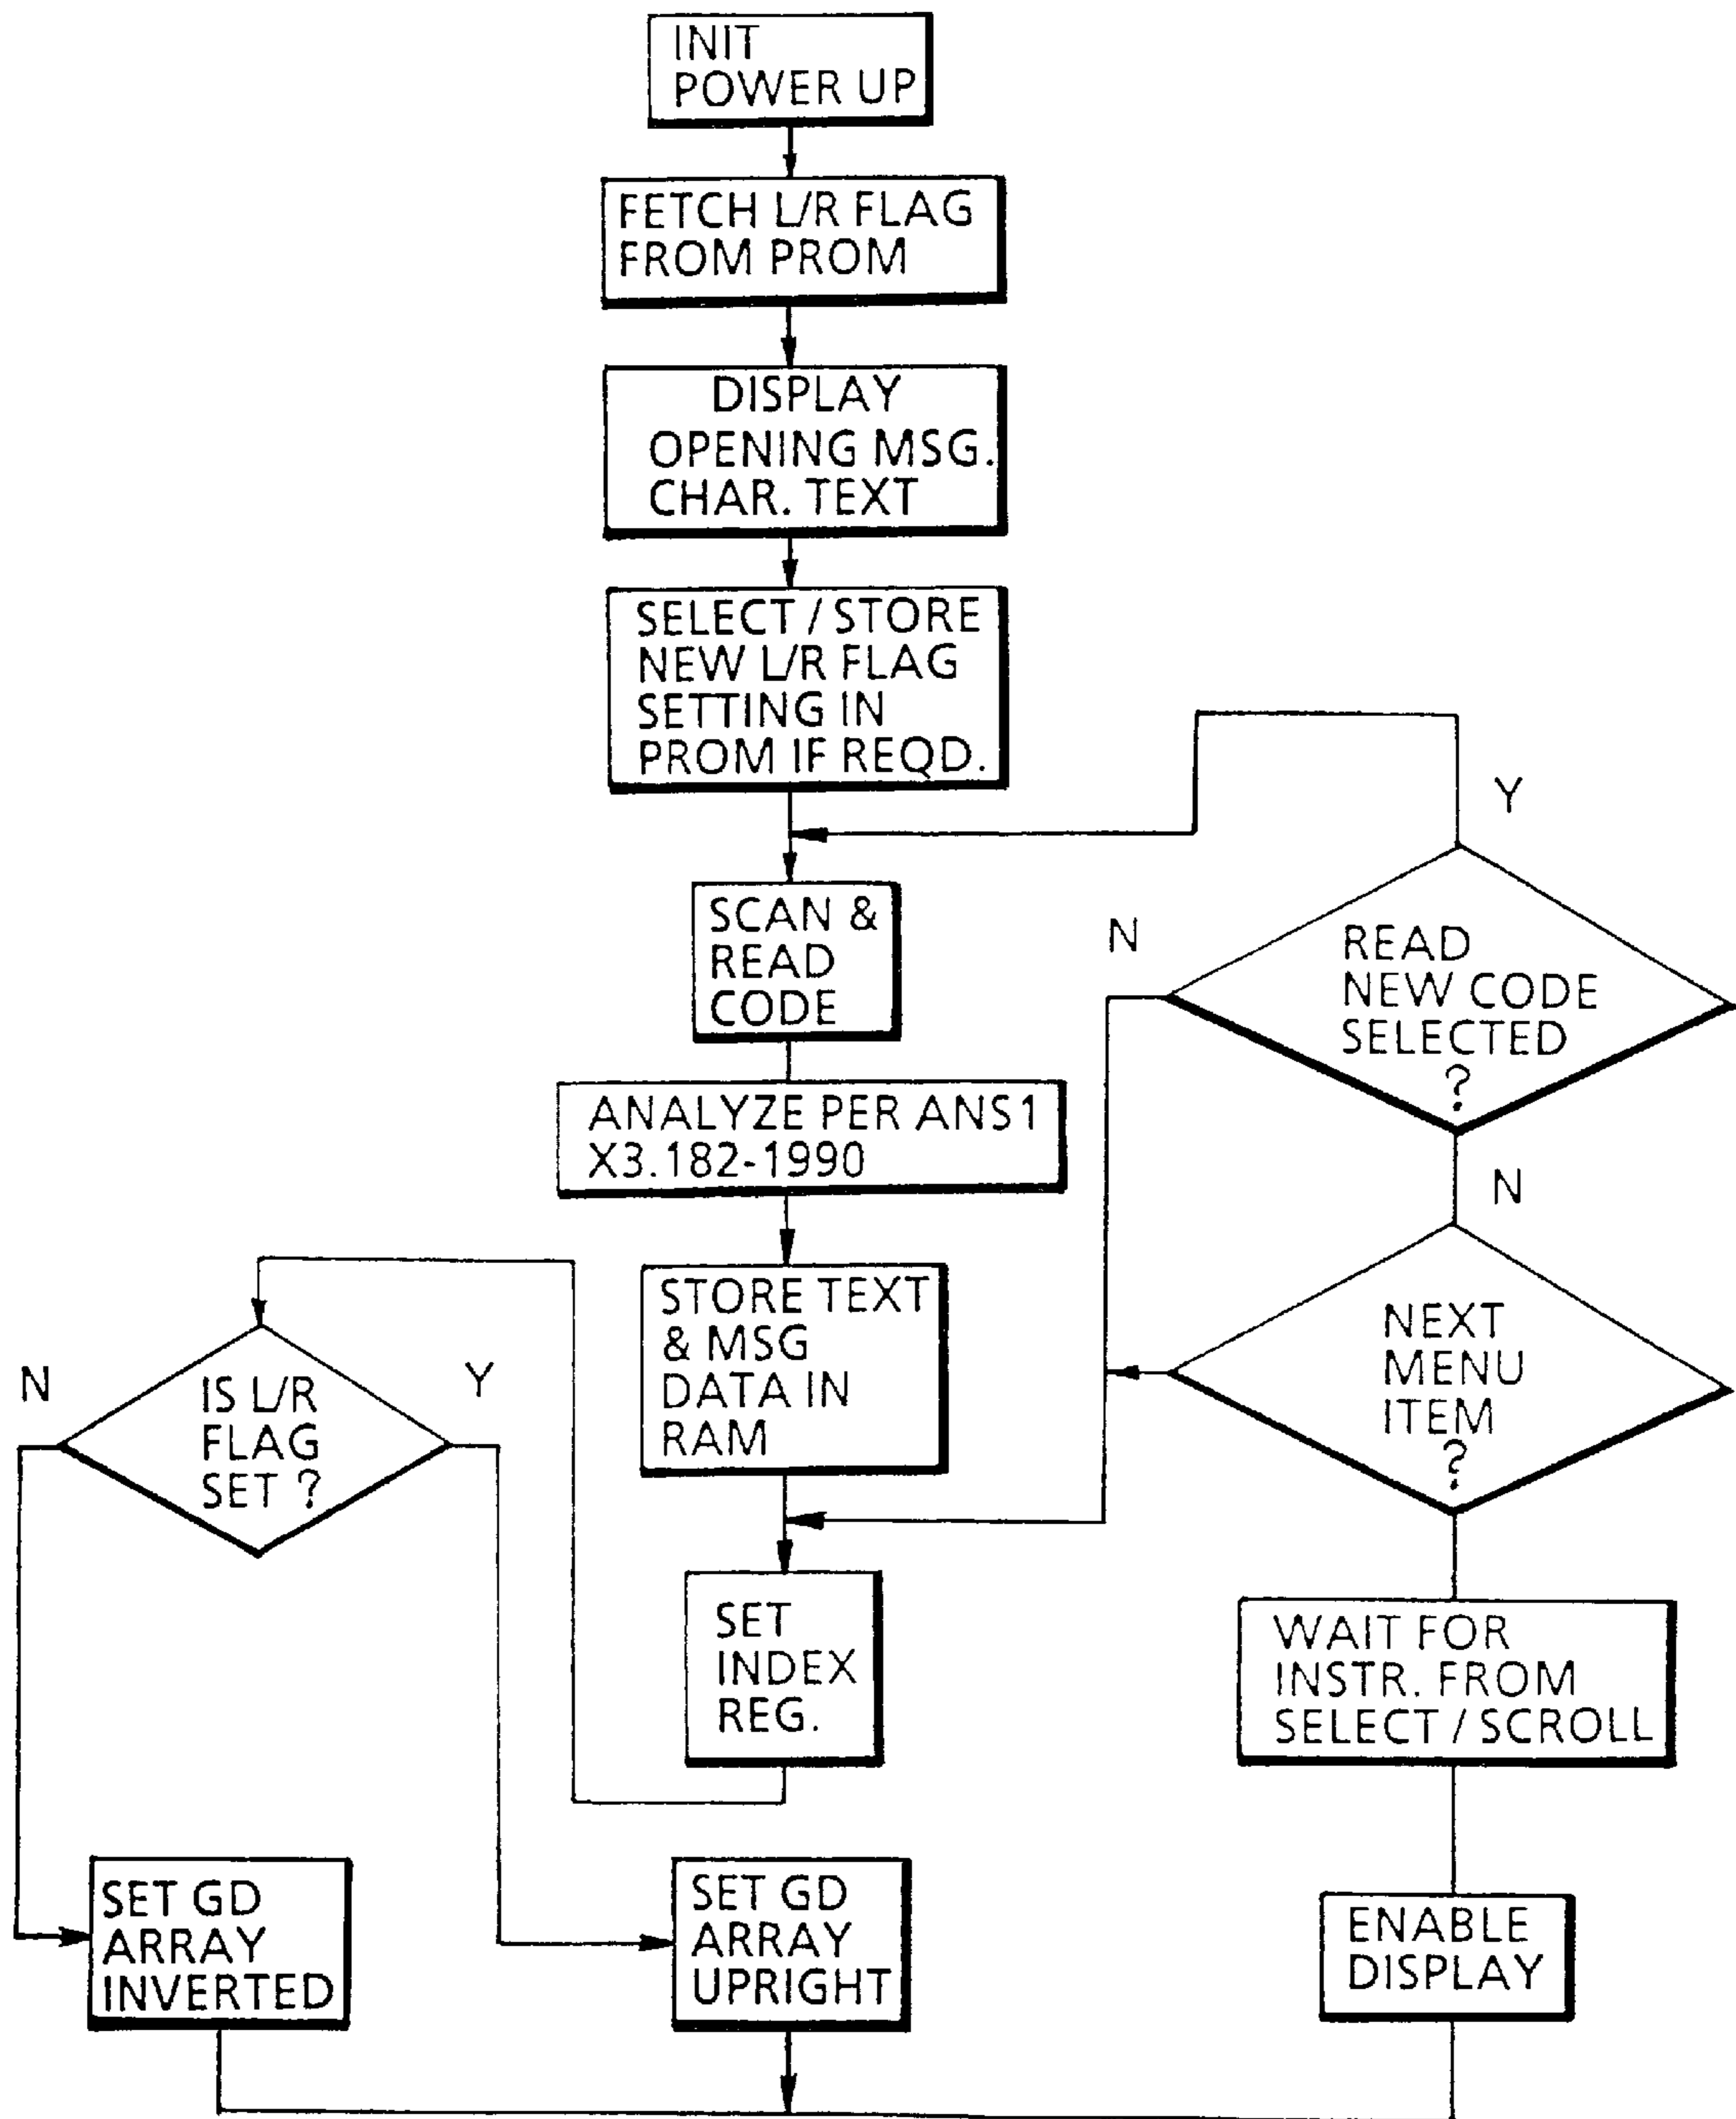 INIT
POWER UP
FETCH L/R FLAG
FROM PROM
DISPLAY
OPENING MSG.
CHAR. TEXT
SELECT / STORE
NEW L/R FLAG
SETTING IN
PROM IF REQD.
SCAN &
READ
CODE
ANALYZE PER ANS1
X3.182-1990
STORE TEXT
& MSG
DATA IN
RAM
SET
INDEX
REG.
N
IS L/R
FLAG
SET ?
Y
SET GD
ARRAY
INVERTED
SET GD
ARRAY
UPRIGHT
Y
N
READ
NEW CODE
SELECTED
?
N
NEXT
MENU
ITEM
?
WAIT FOR
INSTR. FROM
SELECT / SCROLL
ENABLE
DISPLAY